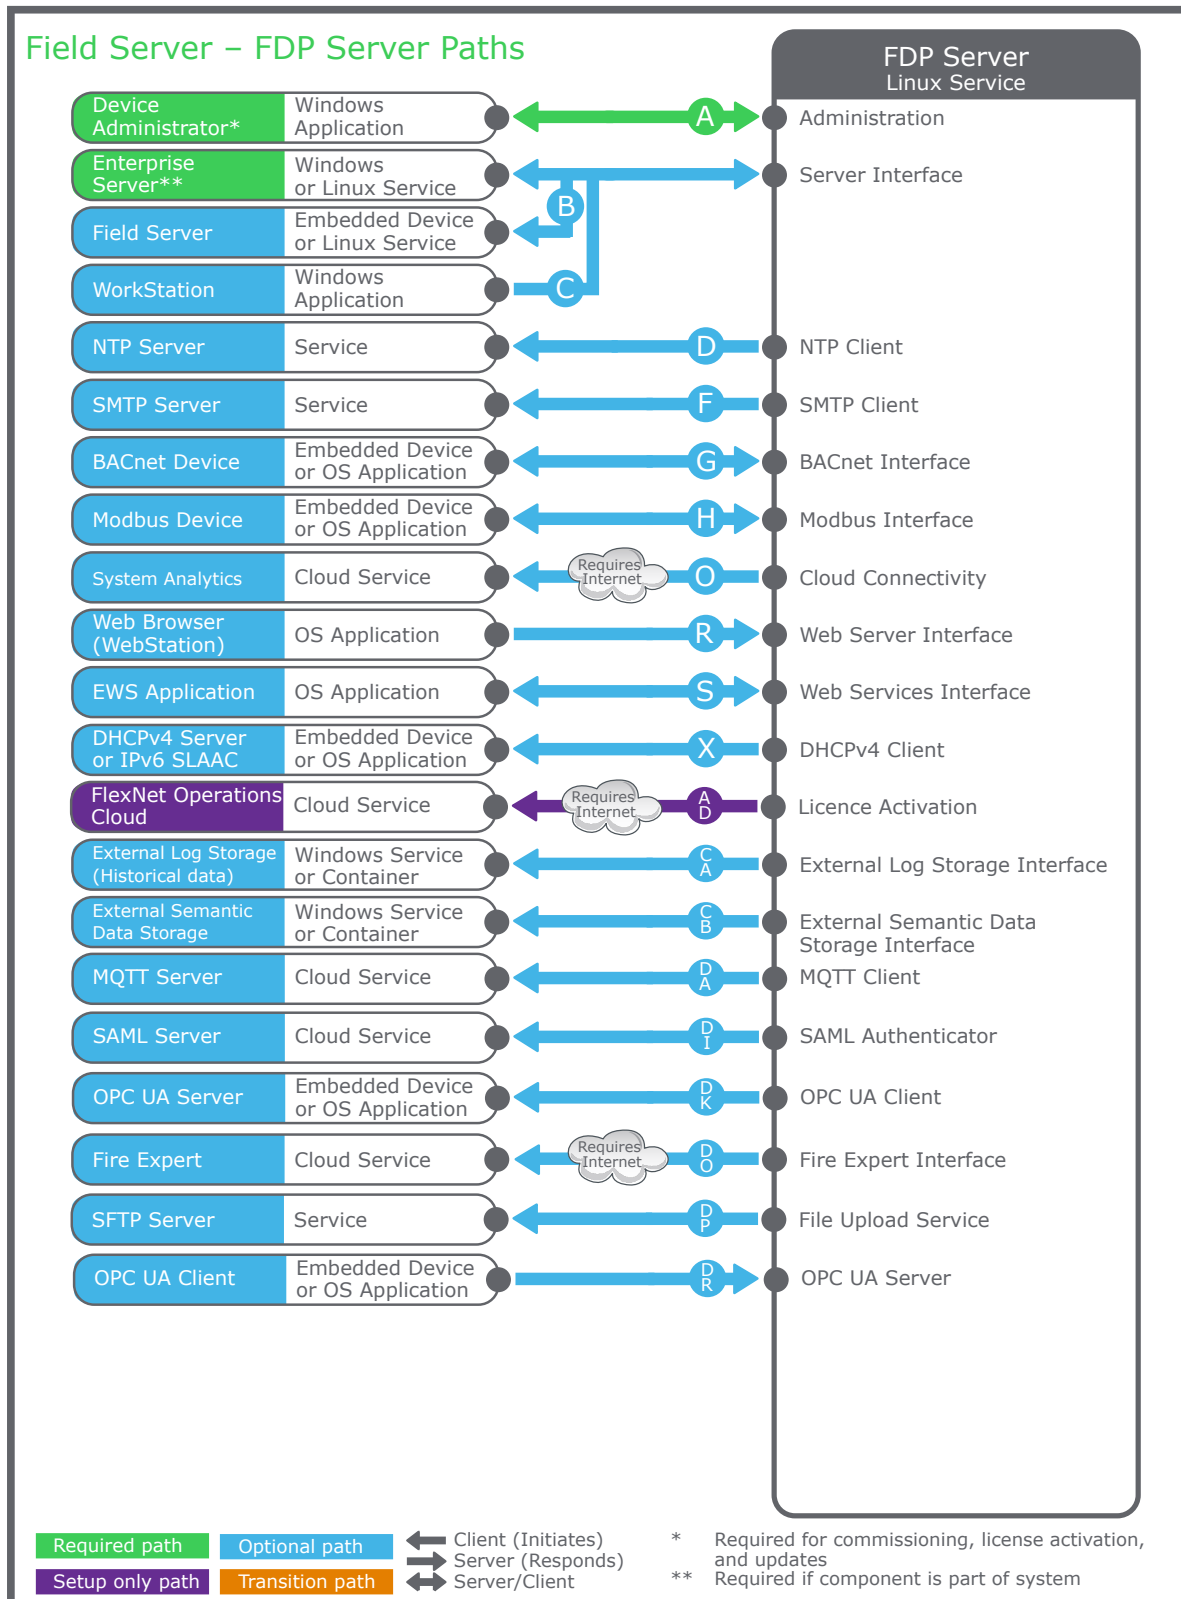 Field Server – FDP Server Paths
FDP Server
Linux Service
Device
Administrator*
Windows
Application
A
Administration
Enterprise
Server**
Windows
or Linux Service
Server Interface
B
Field Server
Embedded Device
or Linux Service
WorkStation
Windows
Application
C
NTP Server
Service
D
NTP Client
SMTP Server
Service
F
SMTP Client
BACnet Device
Embedded Device
or OS Application
G
BACnet Interface
Modbus Device
Embedded Device
or OS Application
H
Modbus Interface
System Analytics
Cloud Service
Requires
Internet
O
Cloud Connectivity
Web Browser
(WebStation)
OS Application
R
Web Server Interface
EWS Application
OS Application
S
Web Services Interface
DHCPv4 Server
or IPv6 SLAAC
Embedded Device
or OS Application
X
DHCPv4 Client
FlexNet Operations
Cloud
Cloud Service
Requires
Internet
A
D
Licence Activation
External Log Storage
(Historical data)
Windows Service
or Container
C
A
External Log Storage Interface
External Semantic
Data Storage
Windows Service
or Container
C
B
External Semantic Data
Storage Interface
MQTT Server
Cloud Service
D
A
MQTT Client
SAML Server
Cloud Service
D
I
SAML Authenticator
OPC UA Server
Embedded Device
or OS Application
D
K
OPC UA Client
Fire Expert
Cloud Service
Requires
Internet
D
O
Fire Expert Interface
SFTP Server
Service
D
P
File Upload Service
OPC UA Client
Embedded Device
or OS Application
D
R
OPC UA Server
Required path
Optional path
Setup only path
Transition path
Client (Initiates)
Server (Responds)
Server/Client
* Required for commissioning, license activation,
and updates
** Required if component is part of system